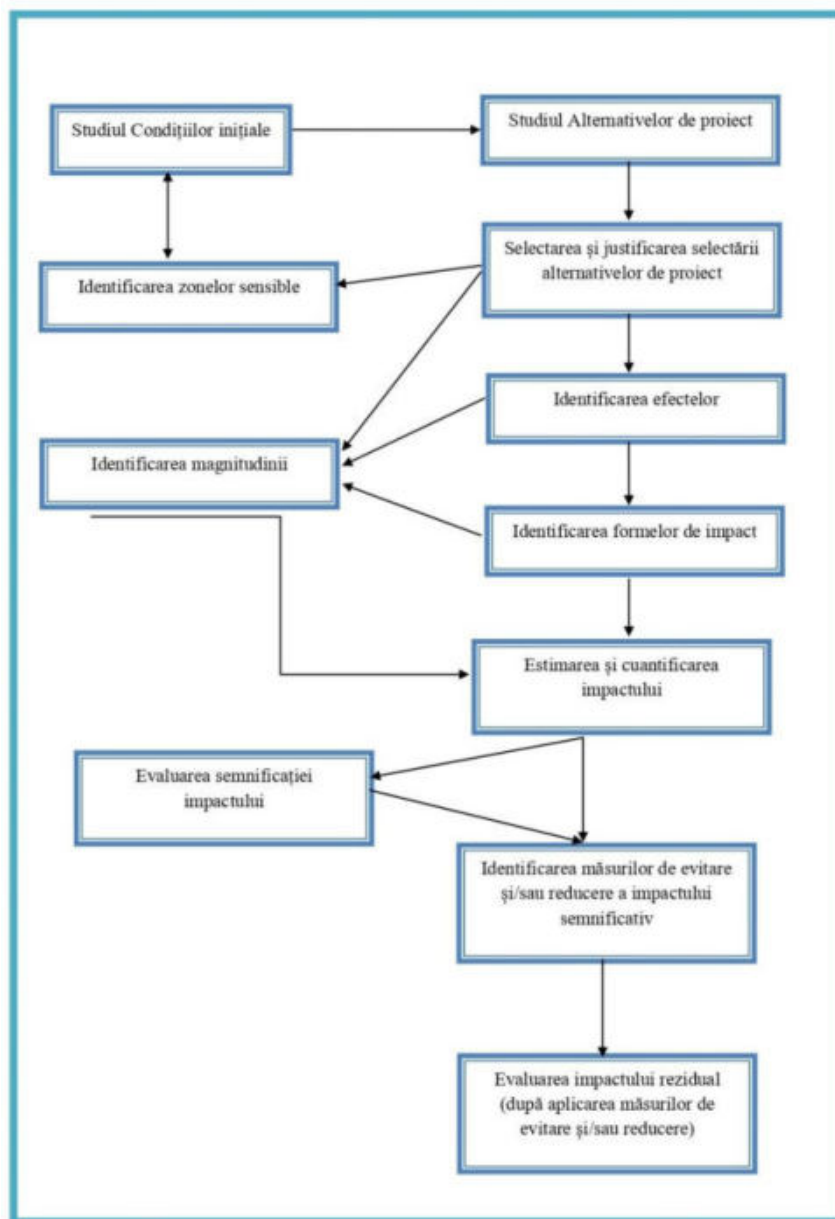 Studiul Condițiilor inițiale
Studiul Alternativelor de proiect
Selectarea și justificarea selectării
alternativelor de proiect
Identificarea zonelor sensible
Identificarea efectelor
Identificarea magnitudinii
Identificarea formelor de impact
Estimarea și cuantificarea
impactului
Evaluarea semnificației
impactului
Identificarea măsurilor de evitare
și/sau reducere a impactului
semnificativ
Evaluarea impactului rezidual
(după aplicarea măsurilor de
evitare și/sau reducere)